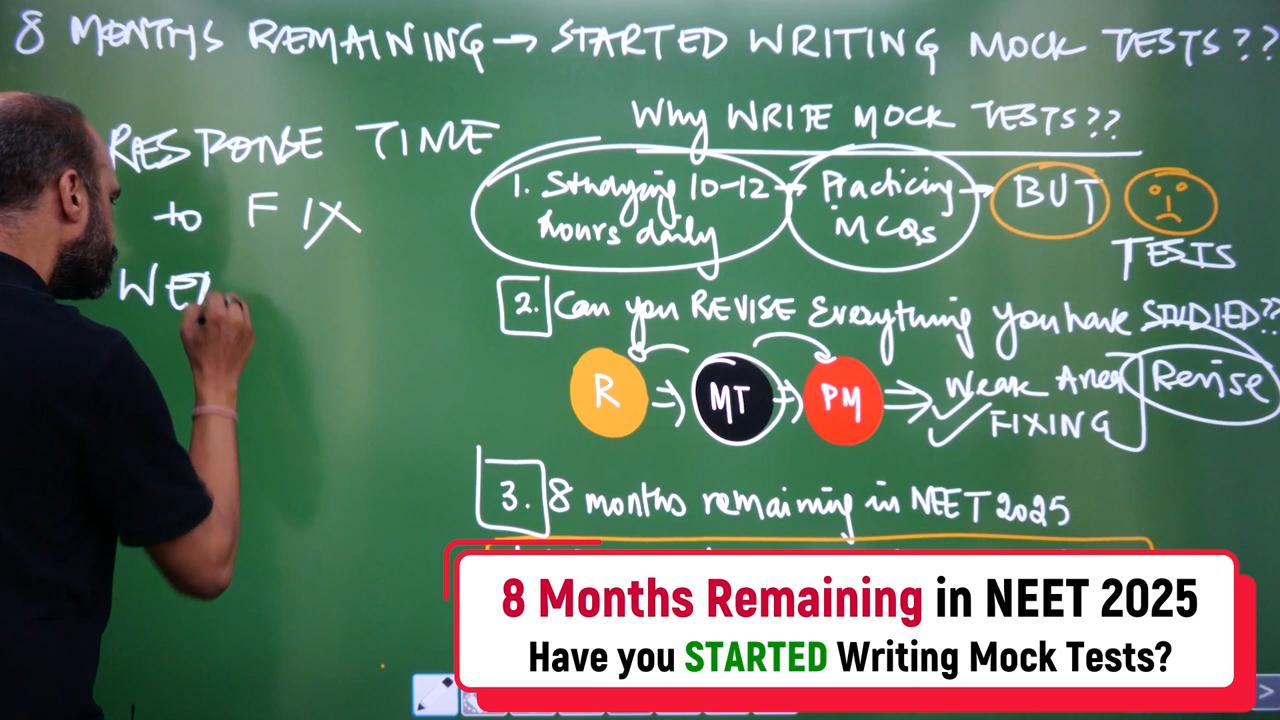 8 MONTHS REMAINING → STARTED WRITING MOCK TESTS??
RESPONSE TIME
to FIX
WE
Why WRITE MOCK TESTS??
1. Studying 10-12 → Practicing → BUT
hours daily MCQs
TESTS
2. Can you REVISE Everything you have STUDIED??
R ⇒ MT ⇒ PM ⇒ Weak Area Revise
FIXING
3. 8 months remaining in NEET 2025
8 Months Remaining in NEET 2025
Have you STARTED Writing Mock Tests?